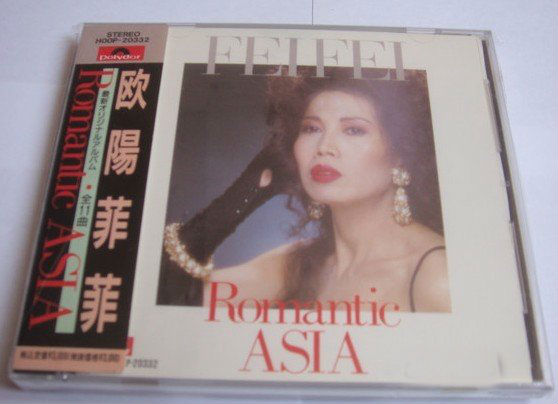 STEREO
H00P-20332
Polydor
欧陽菲菲
最新オリジナルアルバム・全11曲
Romantic ASIA
FEIFEI
Romantic
ASIA
P-20332